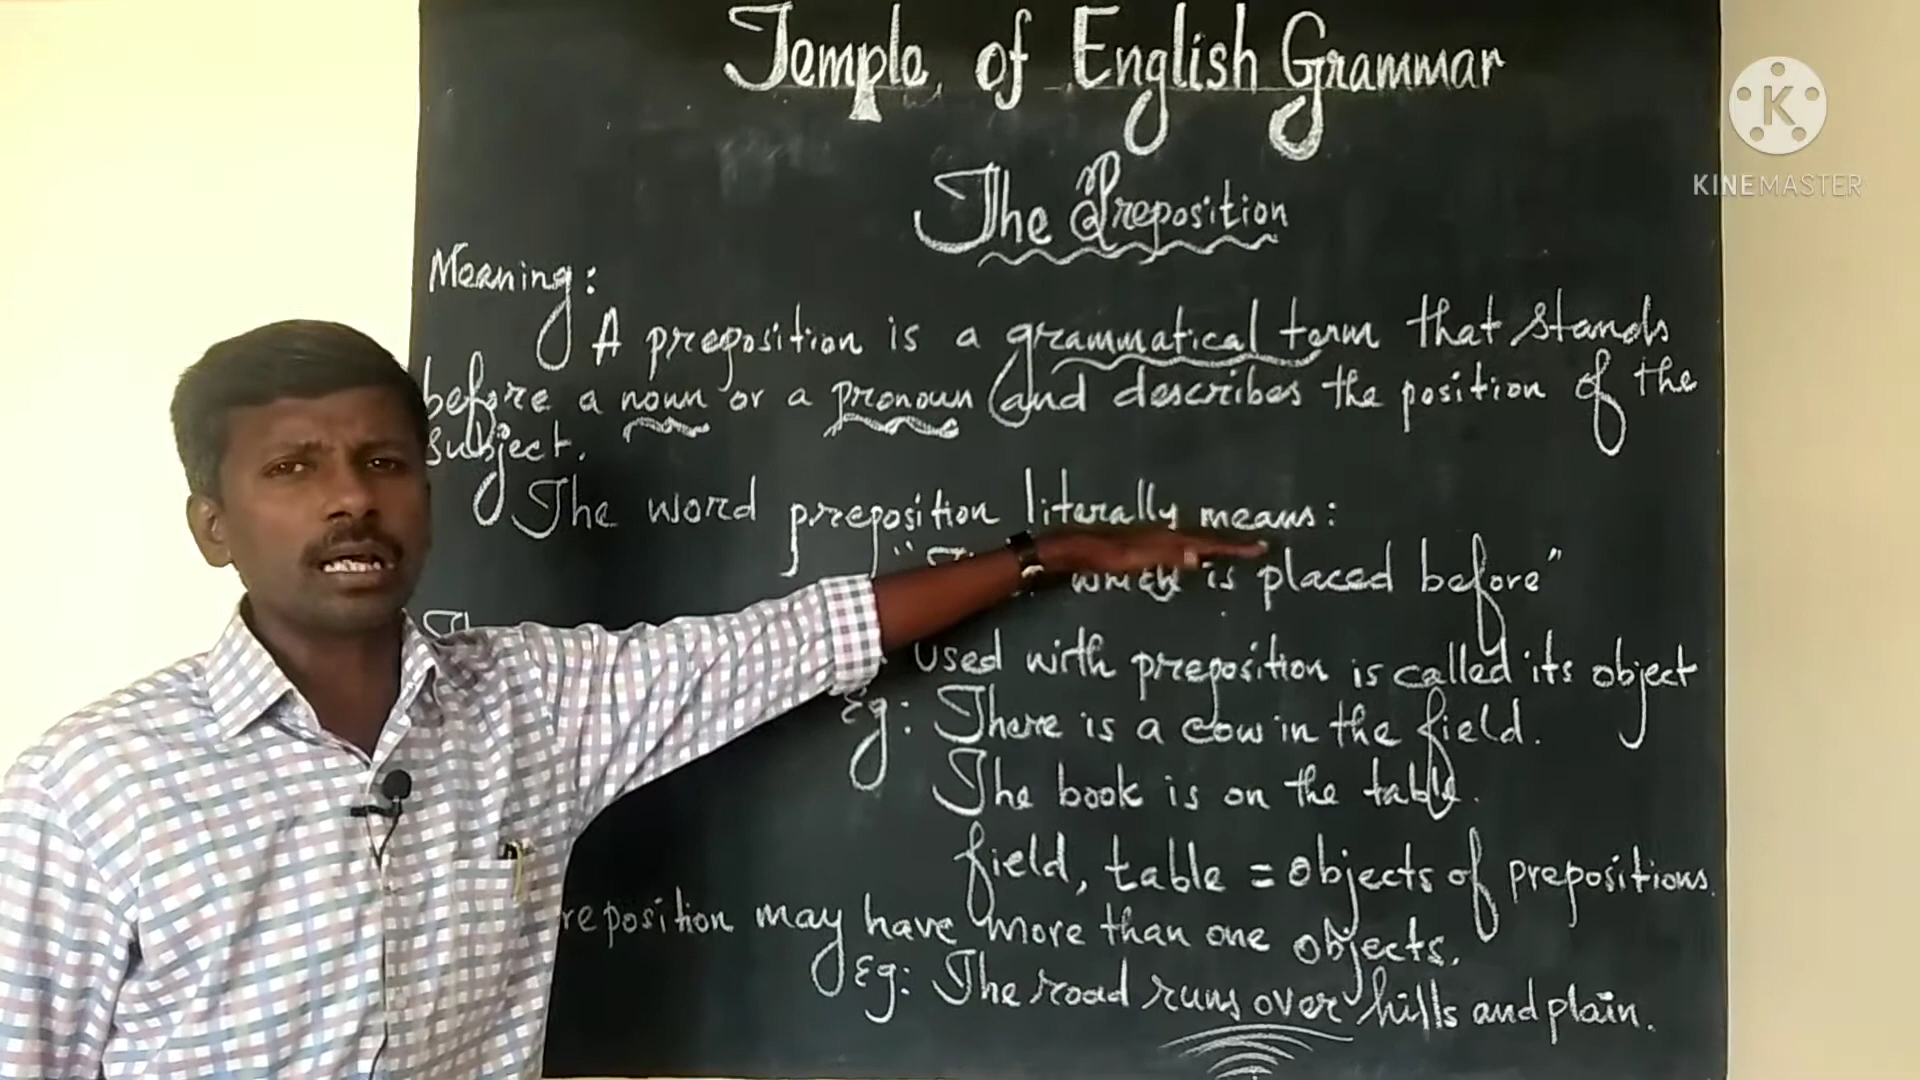 Temple of English Grammar
The Preposition
KINEMASTER
Meaning:
A preposition is a grammatical term that stands
before a noun or a pronoun and describes the position of the
subject.
The word preposition literally means:
which is placed before"
used with preposition is called its object
Eg: There is a cow in the field.
The book is on the table.
field, table = objects of prepositions.
reposition may have more than one objects.
Eg: The road runs over hills and plain.